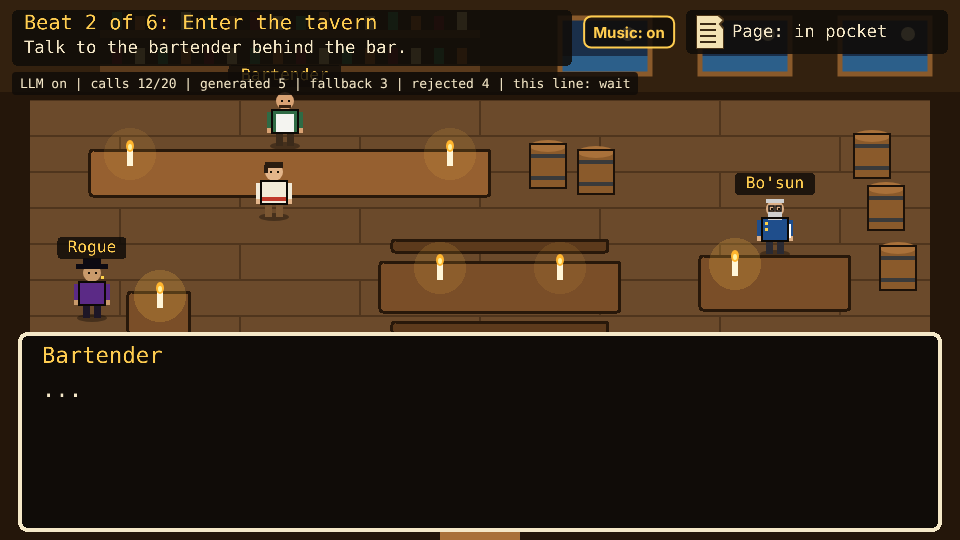 Beat 2 of 6: Enter the tavern
Talk to the bartender behind the bar.
Music: on
Page: in pocket
Bartender
LLM on | calls 12/20 | generated 5 | fallback 3 | rejected 4 | this line: wait
Bo'sun
Rogue
Bartender
...